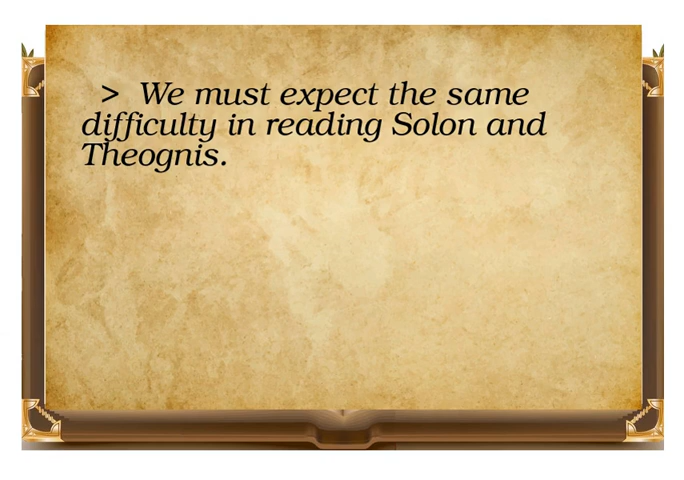 > We must expect the same
difficulty in reading Solon and
Theognis.